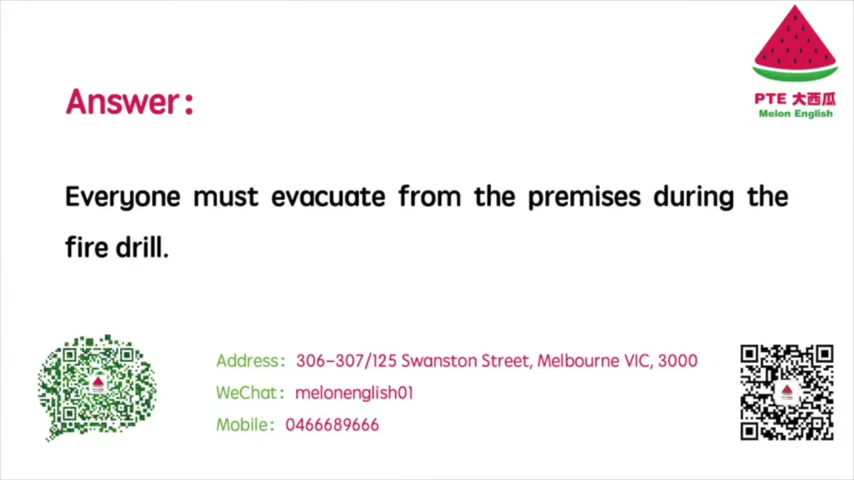 PTE 大西瓜
Melon English
Answer:
Everyone must evacuate from the premises during the
fire drill.
Address: 306-307/125 Swanston Street, Melbourne VIC, 3000
WeChat: melonenglish01
Mobile: 0466689666